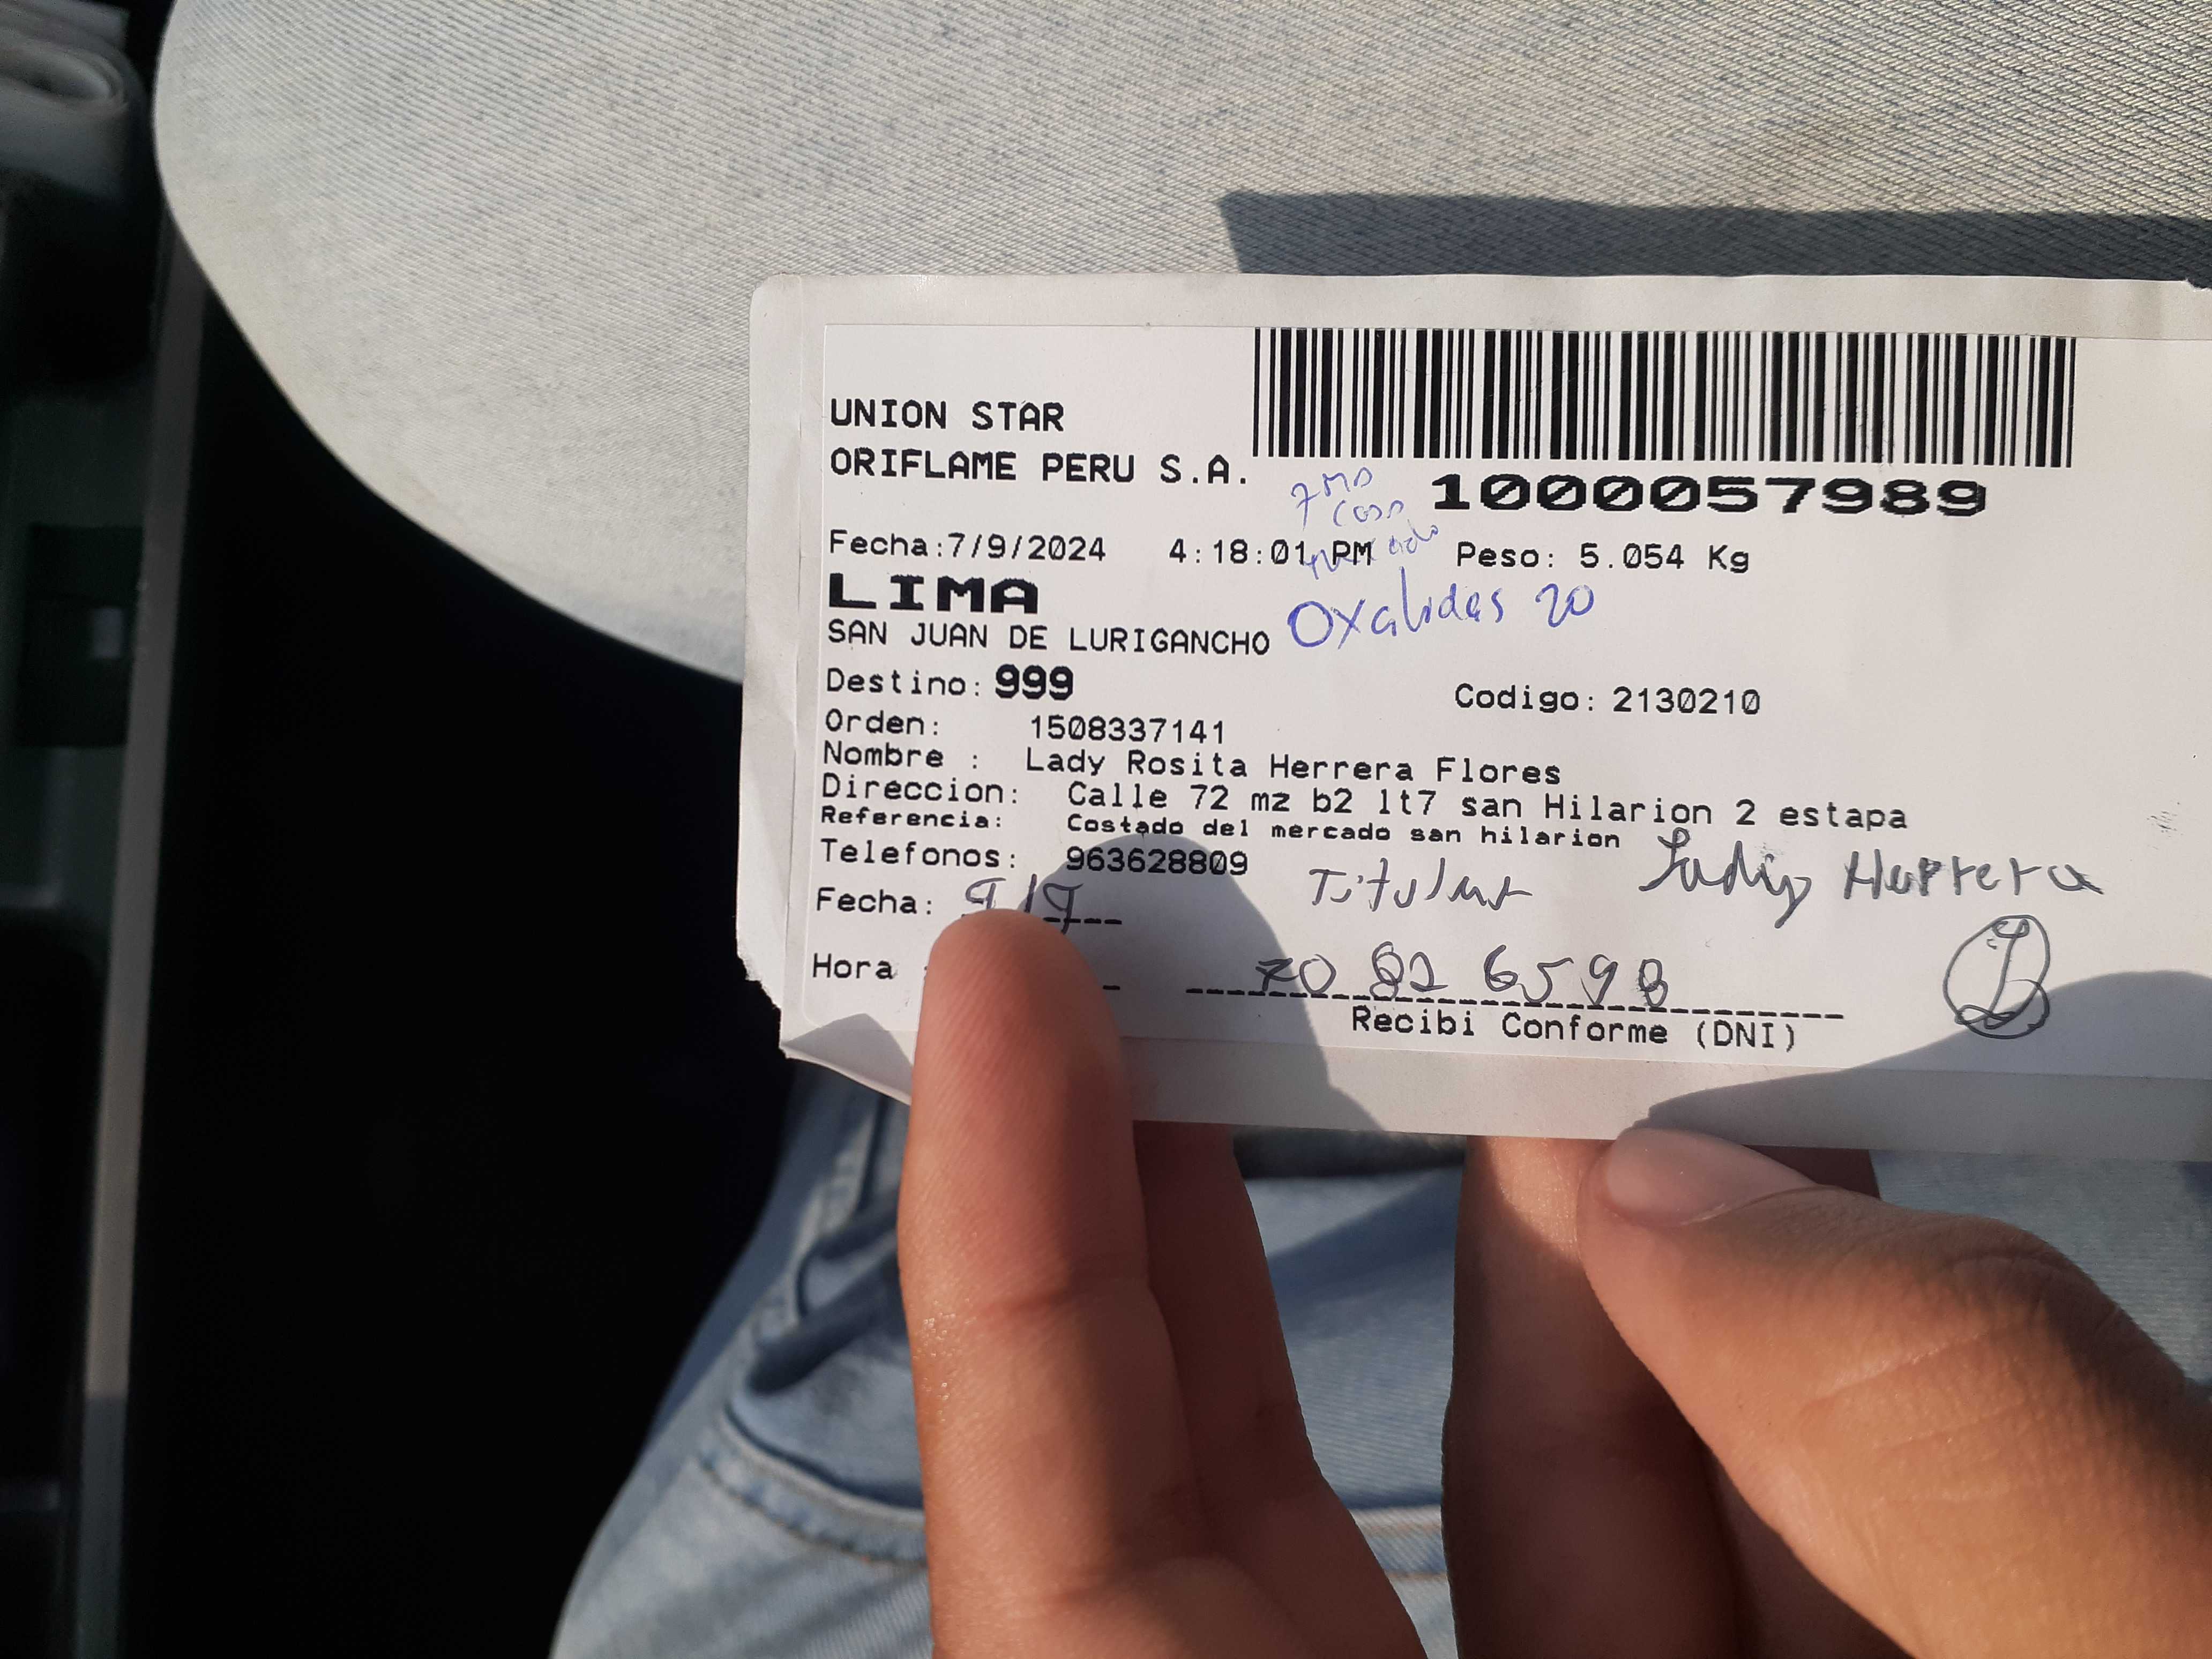 UNION STAR
ORIFLAME PERU S.A.
1000057989
Fecha:7/9/2024 4:18:01 PM Peso: 5.054 Kg
LIMA
Oxalidas 20
SAN JUAN DE LURIGANCHO
Destino: 999 Codigo: 2130210
Orden: 1508337141
Nombre : Lady Rosita Herrera Flores
Direccion: Calle 72 mz b2 lt7 san Hilarion 2 estapa
Referencia: Costado del mercado san hilarion
Telefonos: 963628809
Titular Herrera
Fecha: 9/9
Hora
Recibi Conforme (DNI)